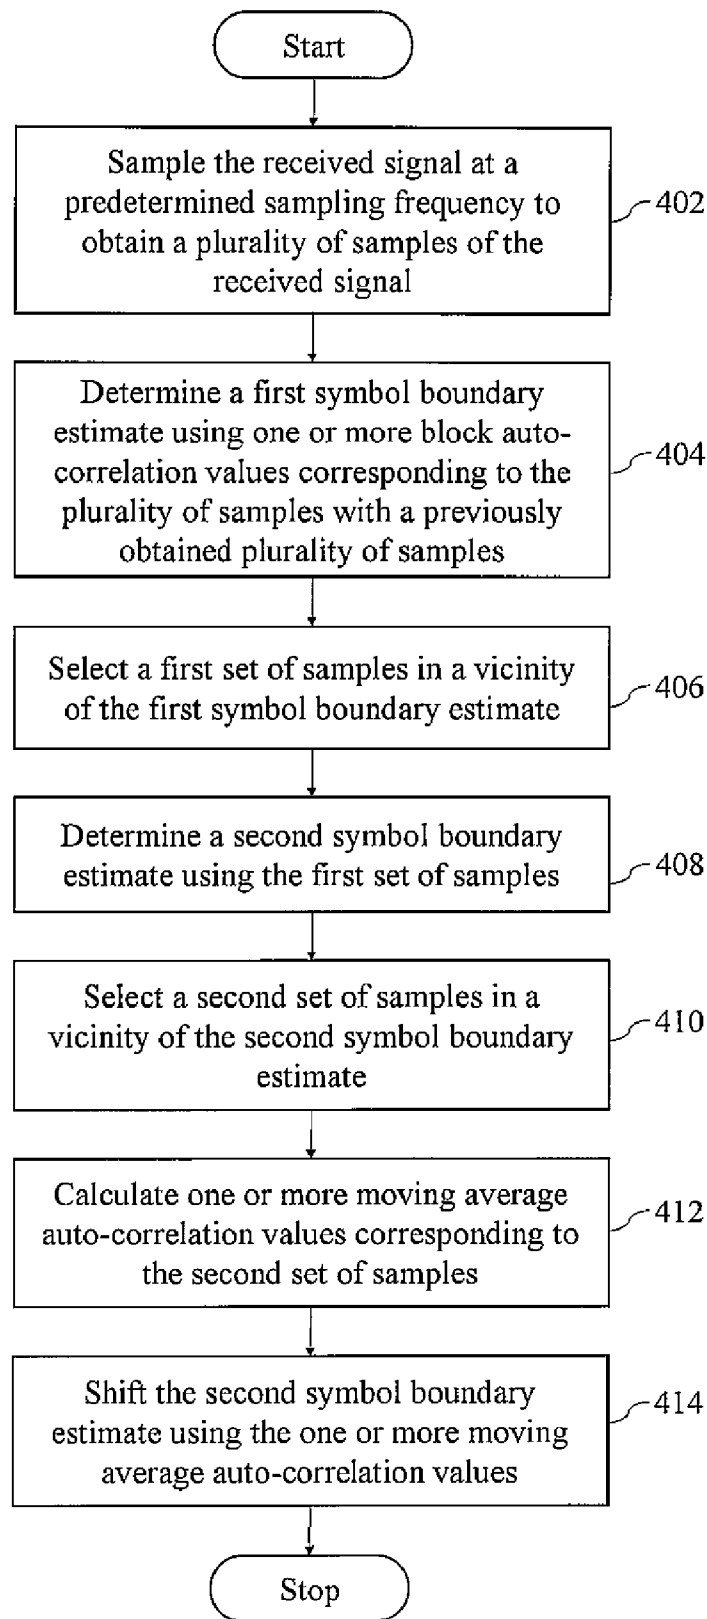 Start
Sample the received signal at a
predetermined sampling frequency to
obtain a plurality of samples of the
received signal
402
Determine a first symbol boundary
estimate using one or more block auto-
correlation values corresponding to the
plurality of samples with a previously
obtained plurality of samples
404
Select a first set of samples in a vicinity
of the first symbol boundary estimate
406
Determine a second symbol boundary
estimate using the first set of samples
408
Select a second set of samples in a
vicinity of the second symbol boundary
estimate
410
Calculate one or more moving average
auto-correlation values corresponding to
the second set of samples
412
Shift the second symbol boundary
estimate using the one or more moving
average auto-correlation values
414
Stop